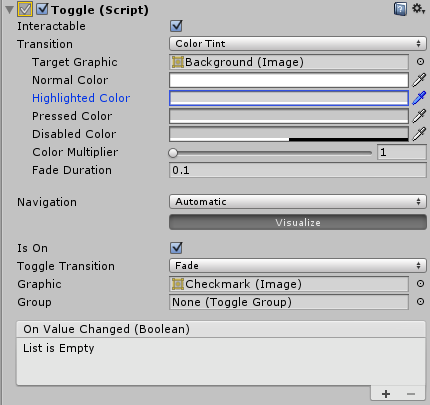 Toggle (Script)
Interactable
Transition Color Tint
Target Graphic Background (Image)
Normal Color
Highlighted Color
Pressed Color
Disabled Color
Color Multiplier 1
Fade Duration 0.1
Navigation Automatic
Visualize
Is On
Toggle Transition Fade
Graphic Checkmark (Image)
Group None (Toggle Group)
On Value Changed (Boolean)
List is Empty